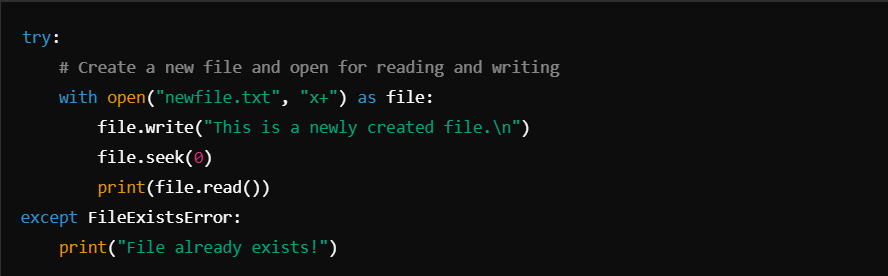 try:
    # Create a new file and open for reading and writing
    with open("newfile.txt", "x+") as file:
        file.write("This is a newly created file.\n")
        file.seek(0)
        print(file.read())
except FileExistsError:
    print("File already exists!")